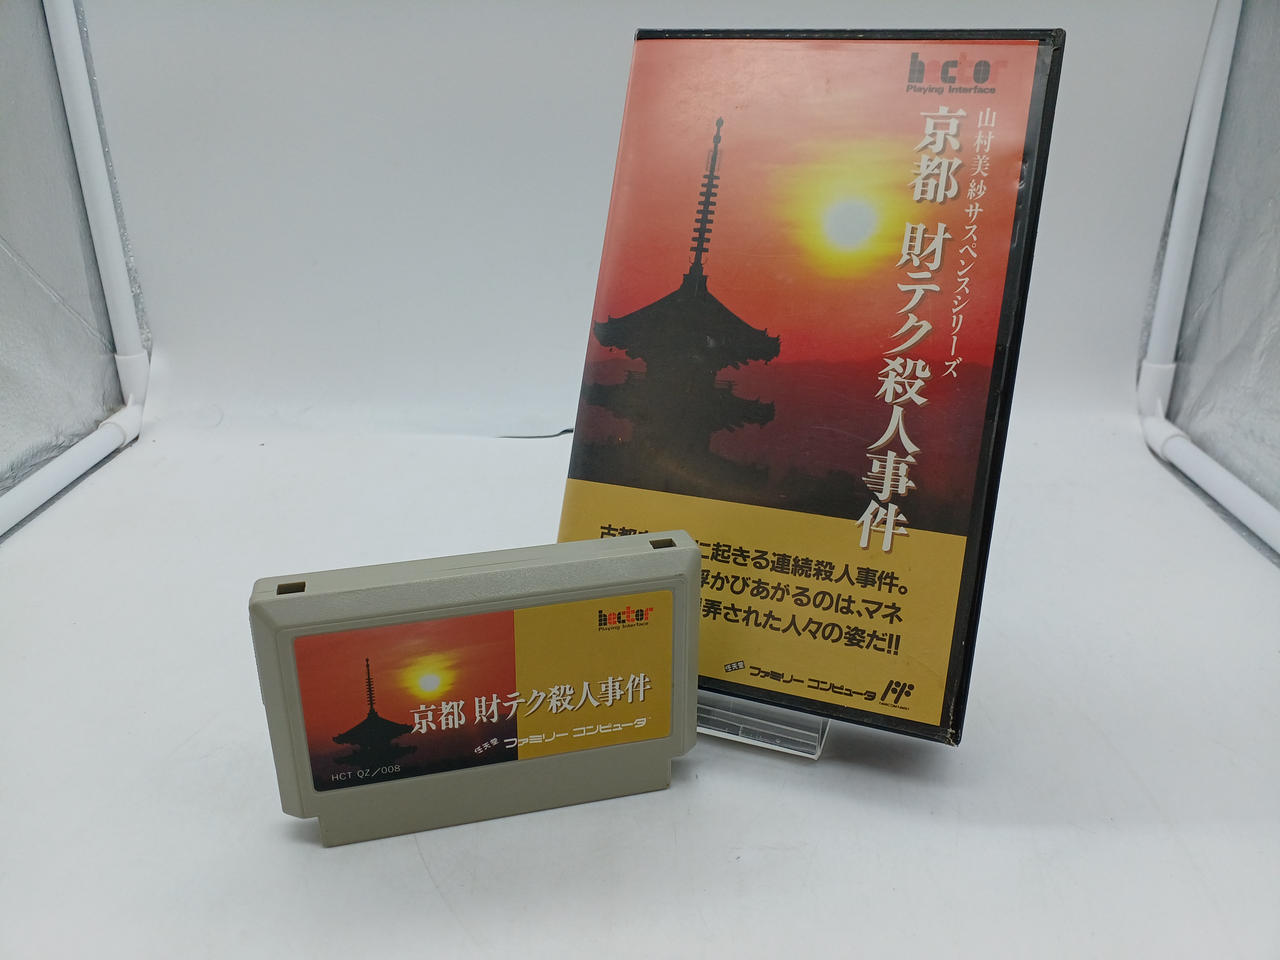 hector
Playing Interface
山村美紗サスペンスシリーズ
京都 財テク殺人事件
古都
に起きる連続殺人事件。
浮かびあがるのは、マネ
弄された人々の姿だ!!
任天堂 ファミリー コンピュータ
hector
Playing Interface
京都 財テク殺人事件
任天堂 ファミリー コンピュータ
HCT QZ/008